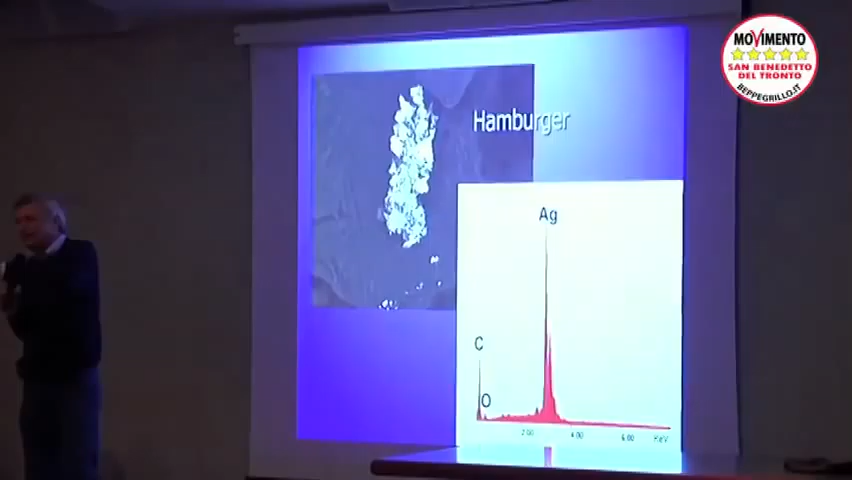 MOVIMENTO
SAN BENEDETTO
DEL TRONTO
BEPPEGRILLO.IT
Hamburger
Ag
C
O
2.00 4.00 6.00 KeV